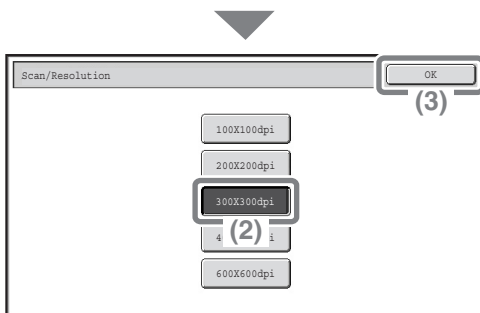 Scan/Resolution
OK
(3)
100X100dpi
200X200dpi
300X300dpi
(2)
600X600dpi